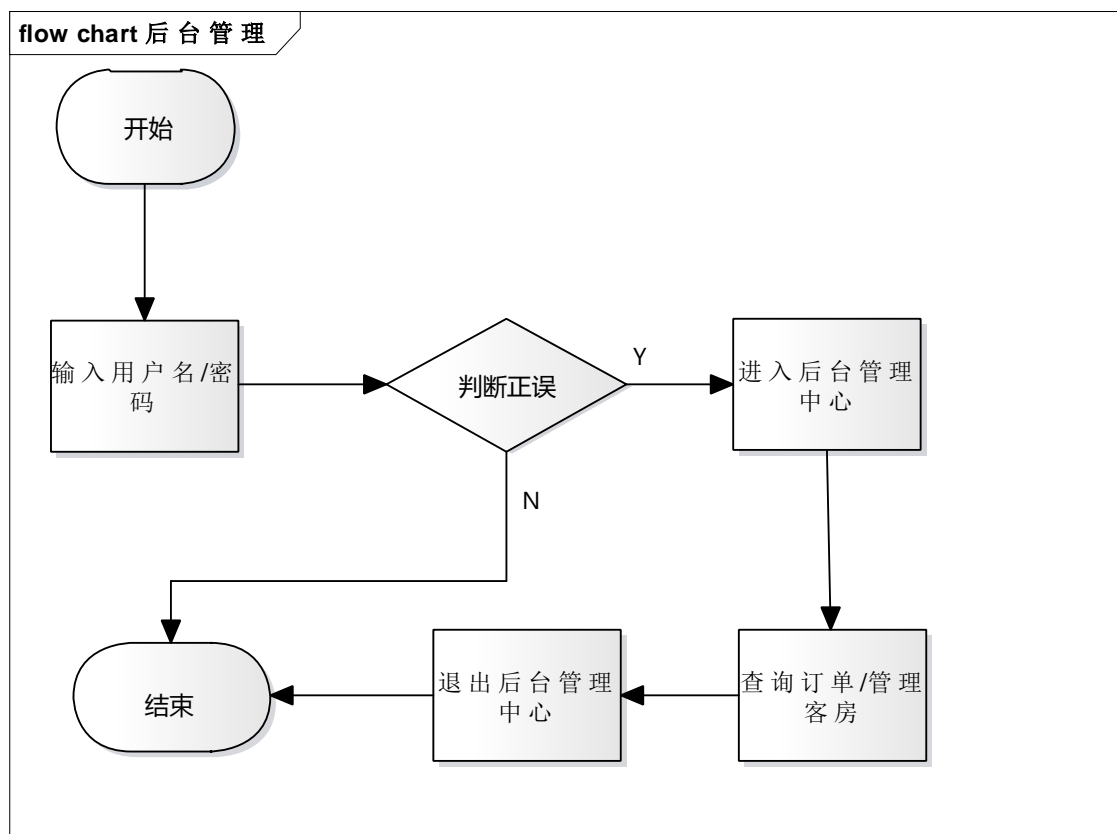 flow chart 后台管理
开始
输入用户名/密
码
判断正误
Y
进入后台管理
中心
N
结束
退出后台管理
中心
查询订单/管理
客房